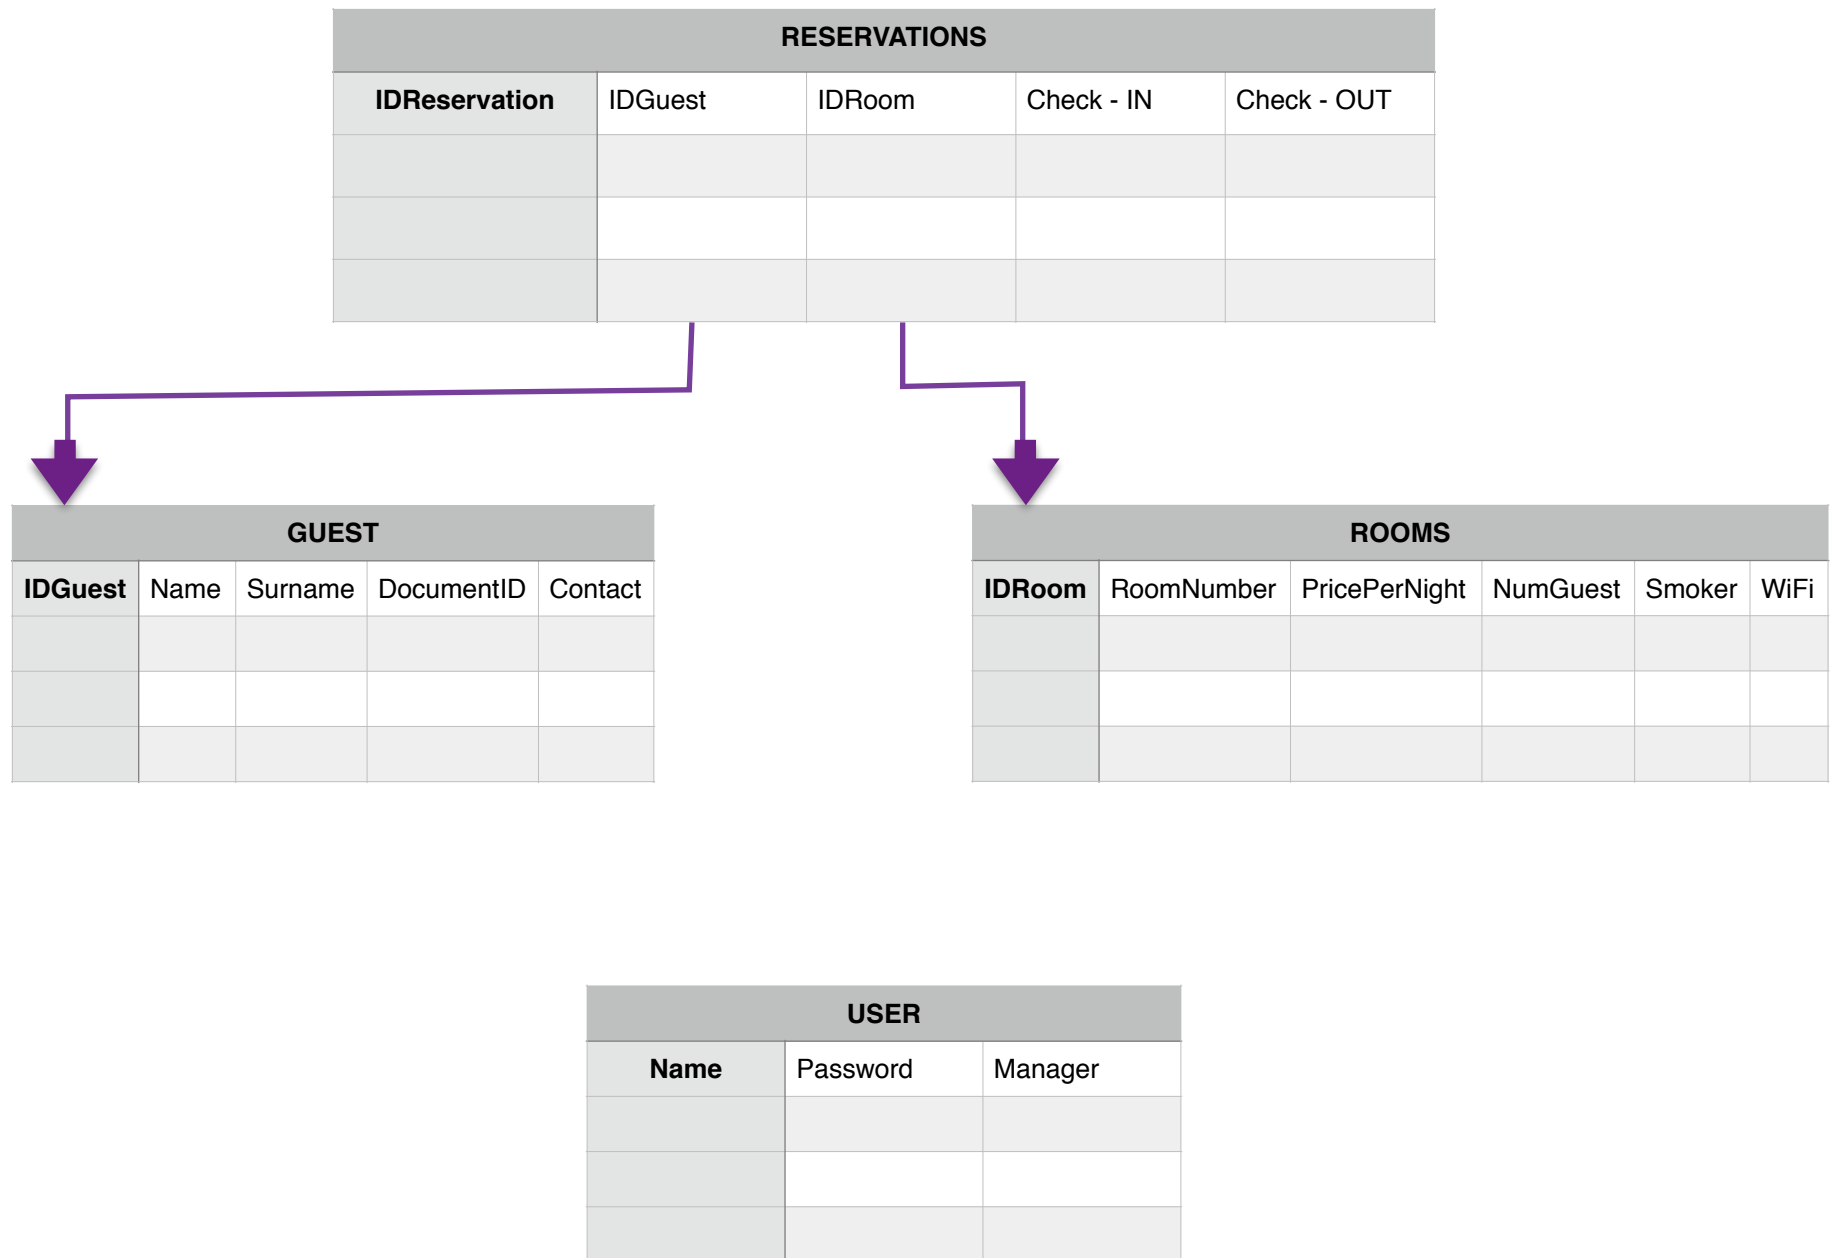 RESERVATIONS
IDReservation IDGuest IDRoom Check - IN Check - OUT
GUEST
IDGuest Name Surname DocumentID Contact
ROOMS
IDRoom RoomNumber PricePerNight NumGuest Smoker WiFi
USER
Name Password Manager